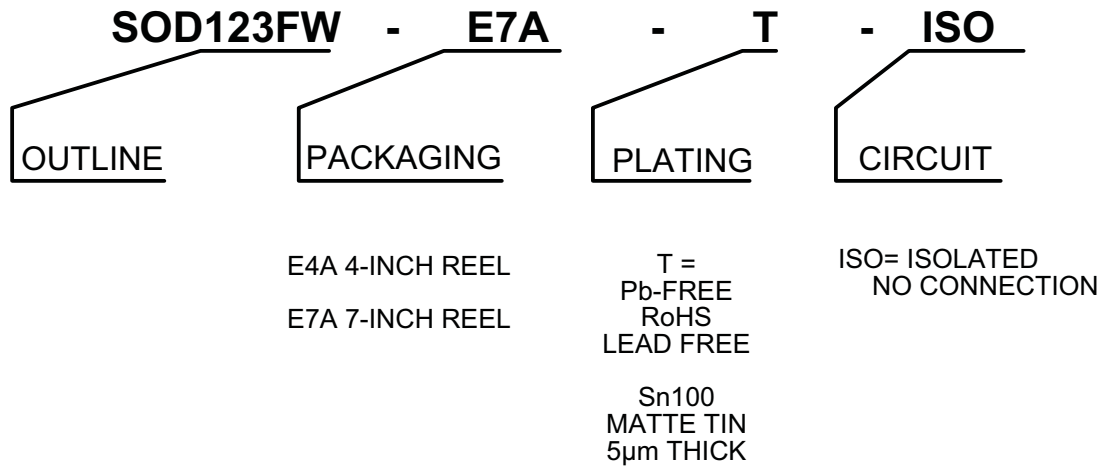 SOD123FW - E7A - T - ISO
OUTLINE PACKAGING PLATING CIRCUIT
E4A 4-INCH REEL
E7A 7-INCH REEL
T =
Pb-FREE
RoHS
LEAD FREE
Sn100
MATTE TIN
5µm THICK
ISO= ISOLATED
NO CONNECTION